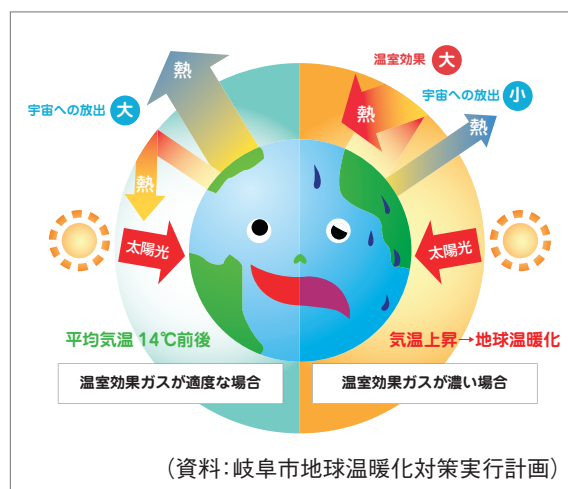 熱
宇宙への放出 大
熱
太陽光
温室効果 大
宇宙への放出 小
熱
熱
太陽光
平均気温 14℃前後
気温上昇→地球温暖化
温室効果ガスが適度な場合
温室効果ガスが濃い場合
(資料:岐阜市地球温暖化対策実行計画)